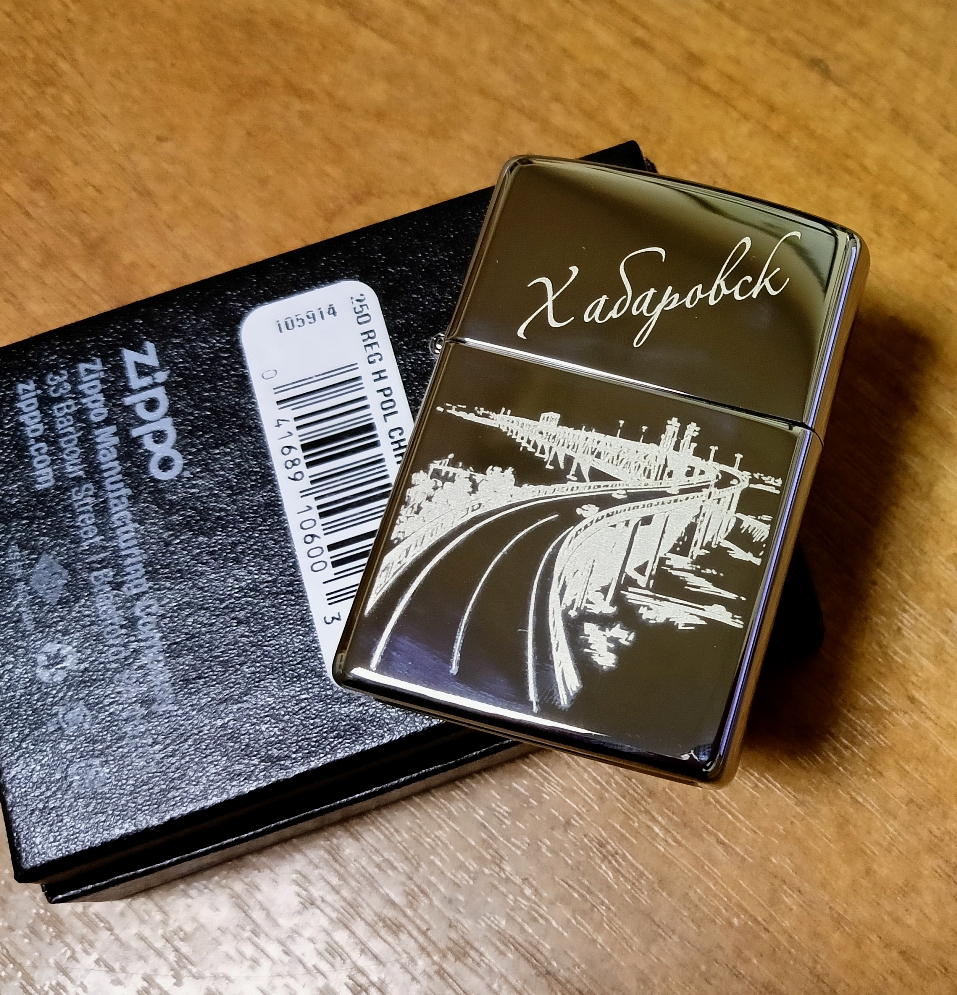 Хабаровск
105914
250 REG H POL CH
0 41689 10600 3
zippo
Zippo Manufacturing Company
33 Barbour Street
zippo.com